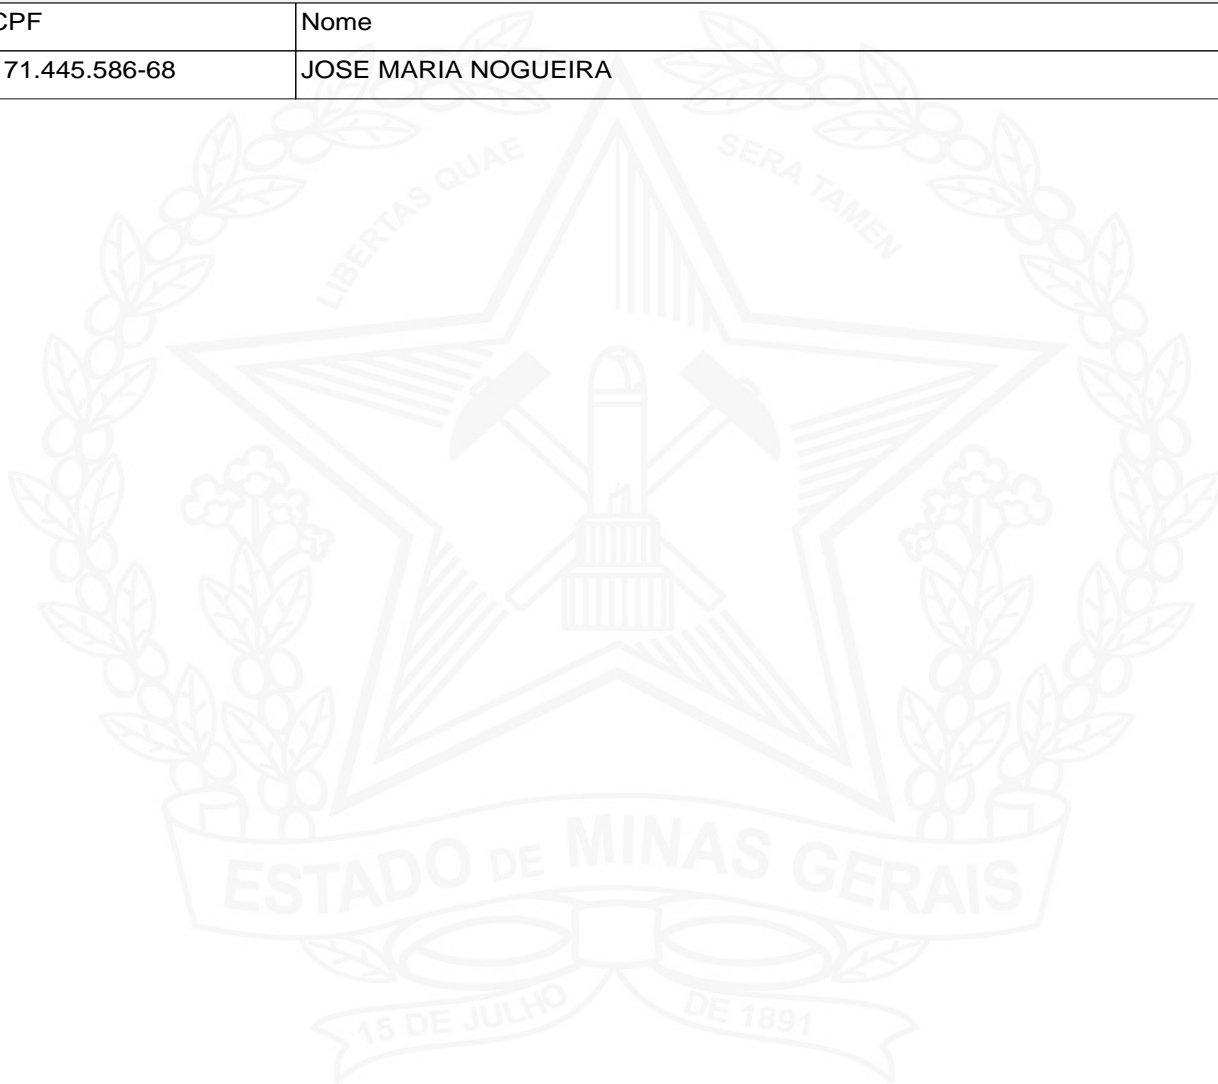 CPF Nome
71.445.586-68 JOSE MARIA NOGUEIRA
LIBERTAS QUAE SERA TAMEN
ESTADO DE MINAS GERAIS
15 DE JULHO DE 1891